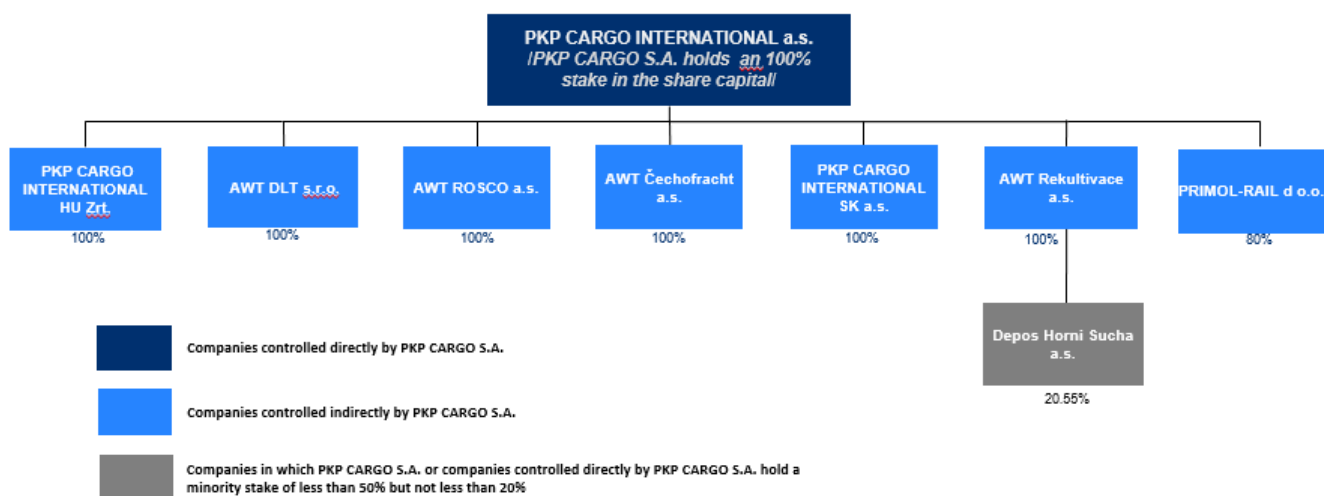 PKP CARGO INTERNATIONAL a.s.
/PKP CARGO S.A. holds an 100%
stake in the share capital/
PKP CARGO
INTERNATIONAL
HU Zrt.
100%
AWT DLT s.r.o.
100%
AWT ROSCO a.s.
100%
AWT Čechofracht
a.s.
100%
PKP CARGO
INTERNATIONAL
SK a.s.
100%
AWT Rekultivace
a.s.
100%
PRIMOL-RAIL d o.o.
80%
Depos Horni Sucha
a.s.
20.55%
Companies controlled directly by PKP CARGO S.A.
Companies controlled indirectly by PKP CARGO S.A.
Companies in which PKP CARGO S.A. or companies controlled directly by PKP CARGO S.A. hold a
minority stake of less than 50% but not less than 20%